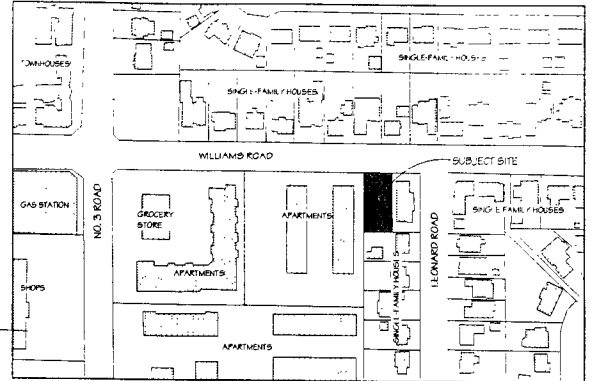 TOWNHOUSES
SINGLE-FAMILY HOUSES
SINGLE-FAMILY HOUSES
WILLIAMS ROAD
SUBJECT SITE
GAS STATION
NO. 3 ROAD
GROCERY
STORE
APARTMENTS
SINGLE FAMILY HOUSES
LEONARD ROAD
APARTMENTS
SINGLE-FAMILY HOUSES
SHOPS
APARTMENTS